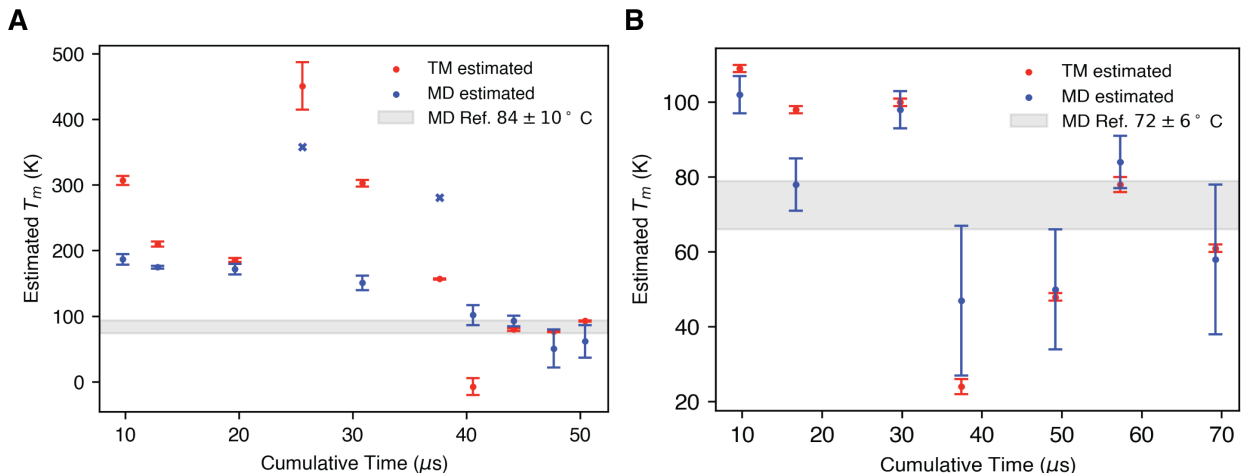 A
Estimated $T_m$ (K)
500
400
300
200
100
0
TM estimated
MD estimated
MD Ref. 84 ± 10° C
10 20 30 40 50
Cumulative Time (μs)
B
Estimated $T_m$ (K)
100
80
60
40
20
TM estimated
MD estimated
MD Ref. 72 ± 6° C
10 20 30 40 50 60 70
Cumulative Time (μs)